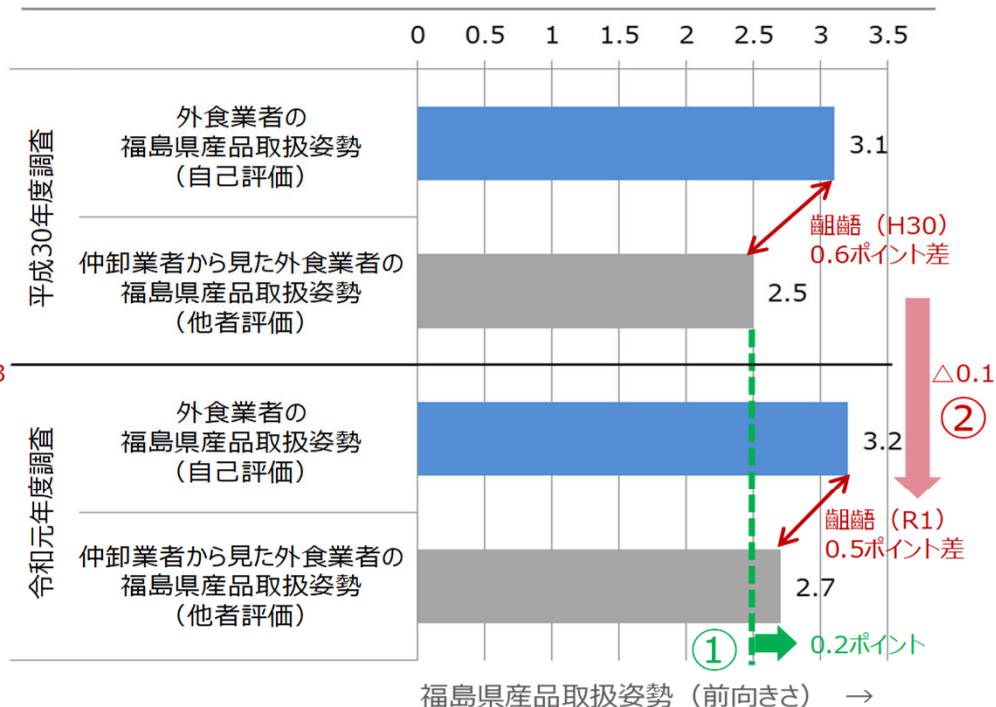 0 0.5 1 1.5 2 2.5 3 3.5
平成30年度調査
外食業者の
福島県産品取扱姿勢
（自己評価）
3.1
齟齬（H30）
0.6ポイント差
仲卸業者から見た外食業者の
福島県産品取扱姿勢
（他者評価）
2.5
3
△0.1
②
令和元年度調査
外食業者の
福島県産品取扱姿勢
（自己評価）
3.2
齟齬（R1）
0.5ポイント差
仲卸業者から見た外食業者の
福島県産品取扱姿勢
（他者評価）
2.7
① 0.2ポイント
福島県産品取扱姿勢（前向きさ） →